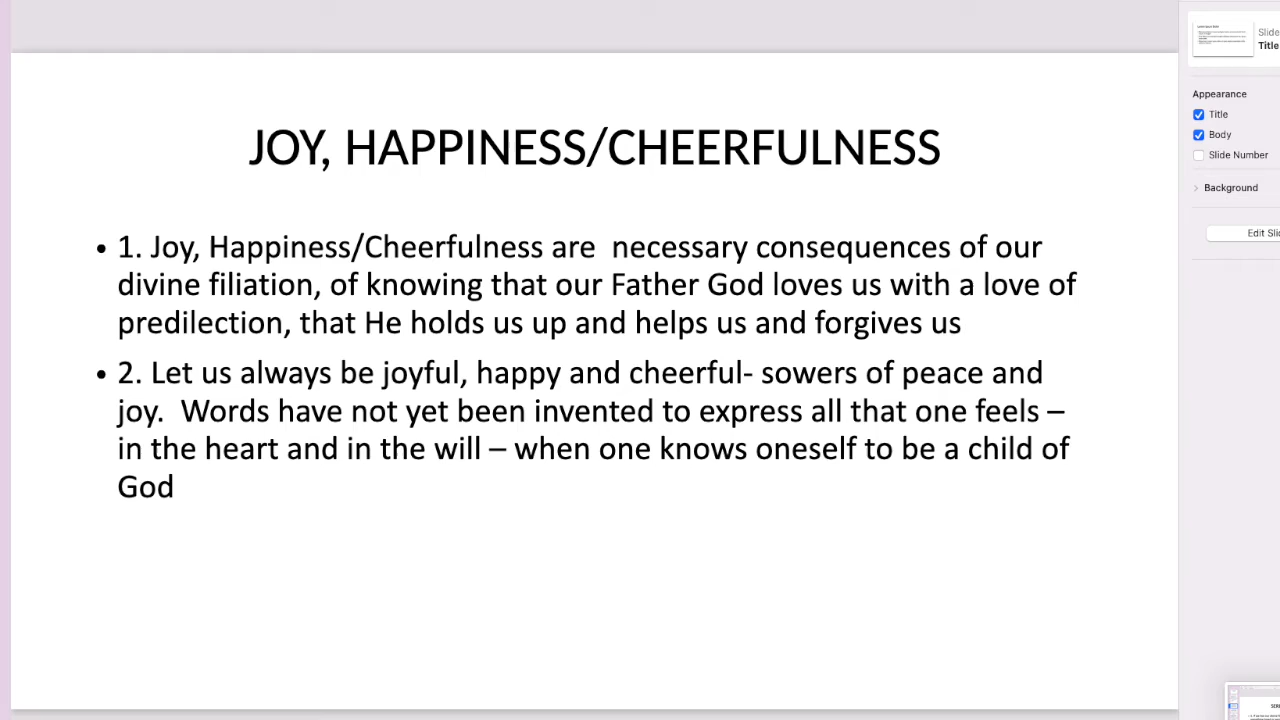 JOY, HAPPINESS/CHEERFULNESS
• 1. Joy, Happiness/Cheerfulness are  necessary consequences of our
divine filiation, of knowing that our Father God loves us with a love of
predilection, that He holds us up and helps us and forgives us
• 2. Let us always be joyful, happy and cheerful- sowers of peace and
joy.  Words have not yet been invented to express all that one feels –
in the heart and in the will – when one knows oneself to be a child of
God
Slide
Title
Appearance
Title
Body
Slide Number
Background
Edit Sli